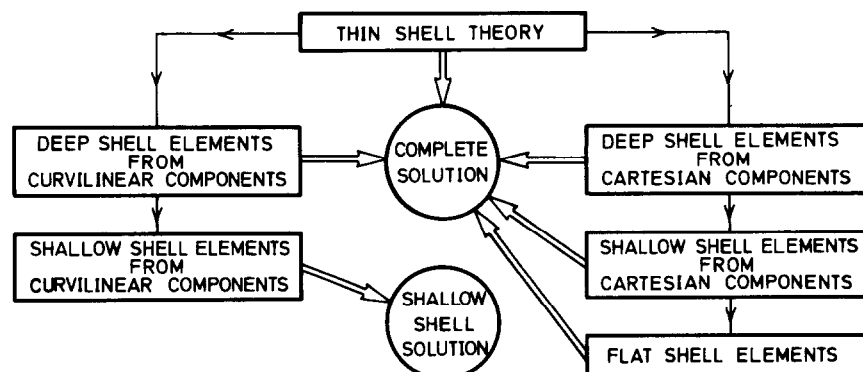 THIN SHELL THEORY
DEEP SHELL ELEMENTS
FROM
CURVILINEAR COMPONENTS
COMPLETE
SOLUTION
DEEP SHELL ELEMENTS
FROM
CARTESIAN COMPONENTS
SHALLOW SHELL ELEMENTS
FROM
CURVILINEAR COMPONENTS
SHALLOW
SHELL
SOLUTION
SHALLOW SHELL ELEMENTS
FROM
CARTESIAN COMPONENTS
FLAT SHELL ELEMENTS